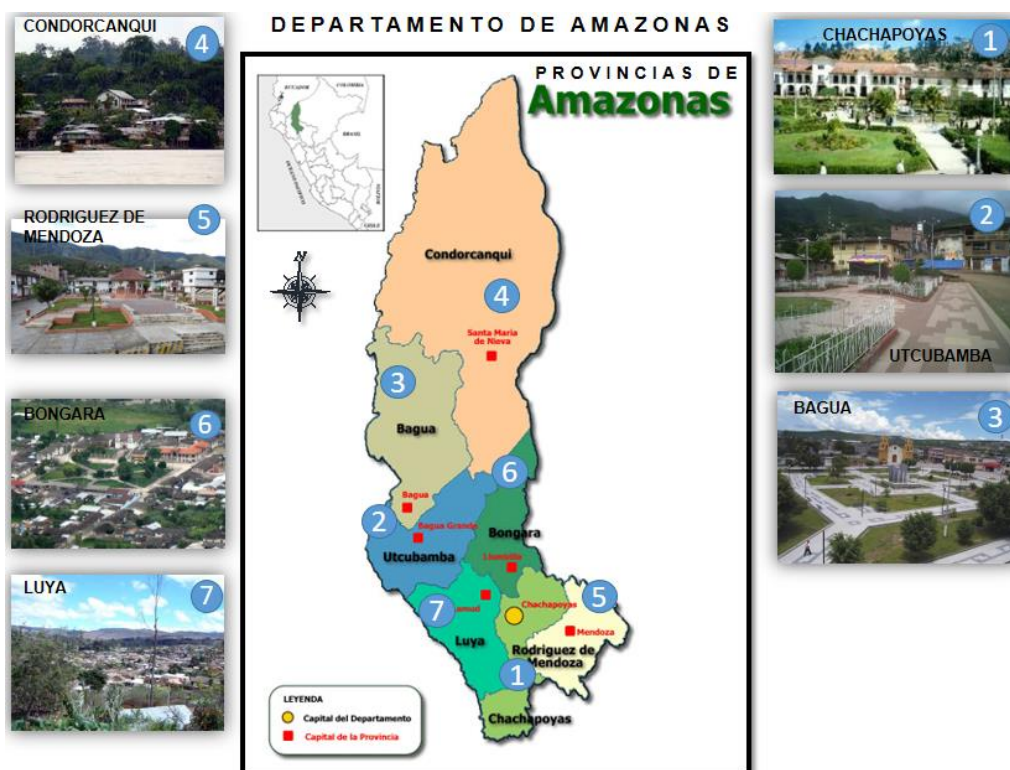 DEPARTAMENTO DE AMAZONAS
CONDORCANQUI
4
RODRIGUEZ DE
MENDOZA
5
BONGARA
6
LUYA
7
PROVINCIAS DE
Amazonas
ECUADOR
COLOMBIA
BRASIL
BOLIVIA
CHILE
N
Condorcanqui
4
Santa Maria
de Nieva
3
Bagua
6
Bagua
2
Bagua Grande
Bongara
Utcubamba
5
7
Chachapoyas
Mendoza
Luya
Rodriguez de
Mendoza
1
Chachapoyas
LEYENDA
Capital del Departamento
Capital de la Provincia
CHACHAPOYAS
1
2
UTCUBAMBA
BAGUA
3